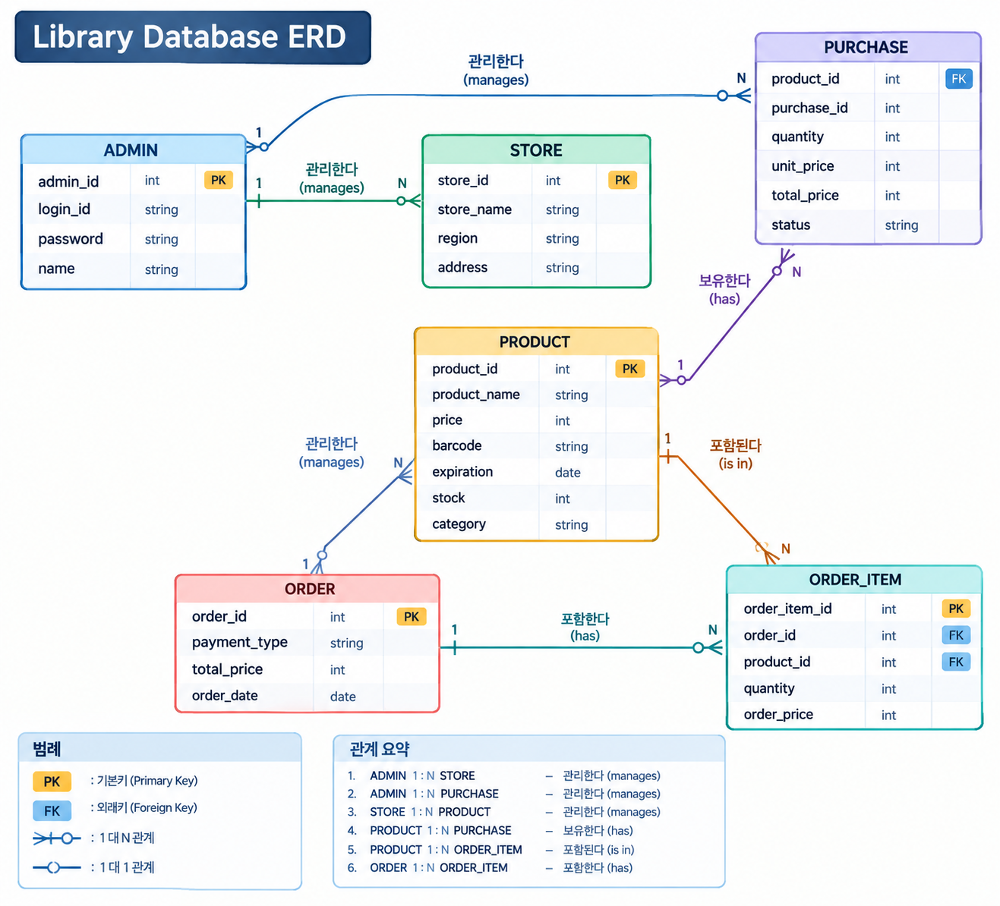 Library Database ERD
관리한다
(manages)
1
N
PURCHASE
product_id int FK
purchase_id int
quantity int
unit_price int
total_price int
status string
ADMIN
admin_id int PK
login_id string
password string
name string
관리한다
(manages)
1
N
STORE
store_id int PK
store_name string
region string
address string
보유한다
(has)
N
1
PRODUCT
product_id int PK
product_name string
price int
barcode string
expiration date
stock int
category string
관리한다
(manages)
N
1
1
포함된다
(is in)
N
ORDER
order_id int PK
payment_type string
total_price int
order_date date
1
포함한다
(has)
N
ORDER_ITEM
order_item_id int PK
order_id int FK
product_id int FK
quantity int
order_price int
범례
PK : 기본키 (Primary Key)
FK : 외래키 (Foreign Key)
: 1 대 N 관계
: 1 대 1 관계
관계 요약
1. ADMIN 1 : N STORE – 관리한다 (manages)
2. ADMIN 1 : N PURCHASE – 관리한다 (manages)
3. STORE 1 : N PRODUCT – 관리한다 (manages)
4. PRODUCT 1 : N PURCHASE – 보유한다 (has)
5. PRODUCT 1 : N ORDER_ITEM – 포함된다 (is in)
6. ORDER 1 : N ORDER_ITEM – 포함한다 (has)